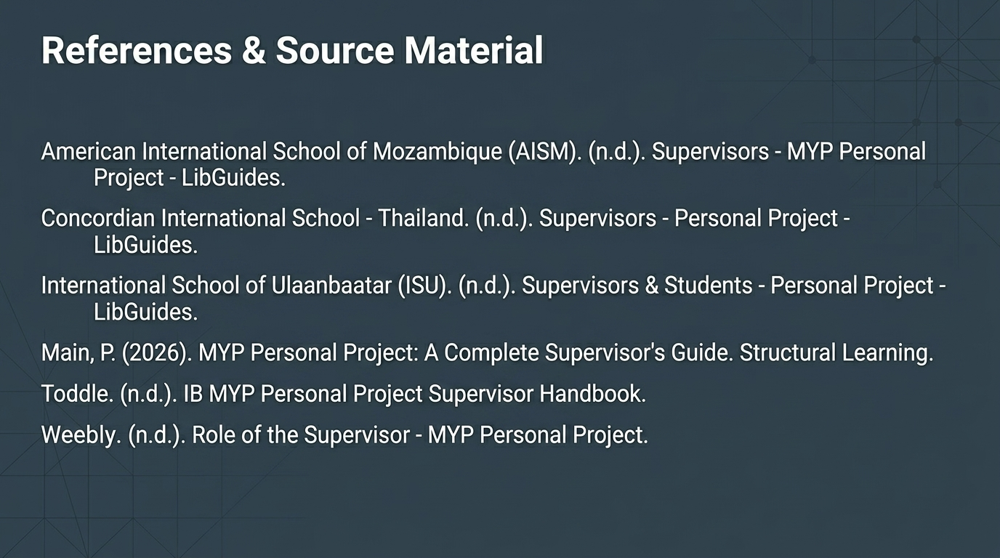 References & Source Material
American International School of Mozambique (AISM). (n.d.). Supervisors - MYP Personal
Project - LibGuides.
Concordian International School - Thailand. (n.d.). Supervisors - Personal Project -
LibGuides.
International School of Ulaanbaatar (ISU). (n.d.). Supervisors & Students - Personal Project -
LibGuides.
Main, P. (2026). MYP Personal Project: A Complete Supervisor's Guide. Structural Learning.
Toddle. (n.d.). IB MYP Personal Project Supervisor Handbook.
Weebly. (n.d.). Role of the Supervisor - MYP Personal Project.